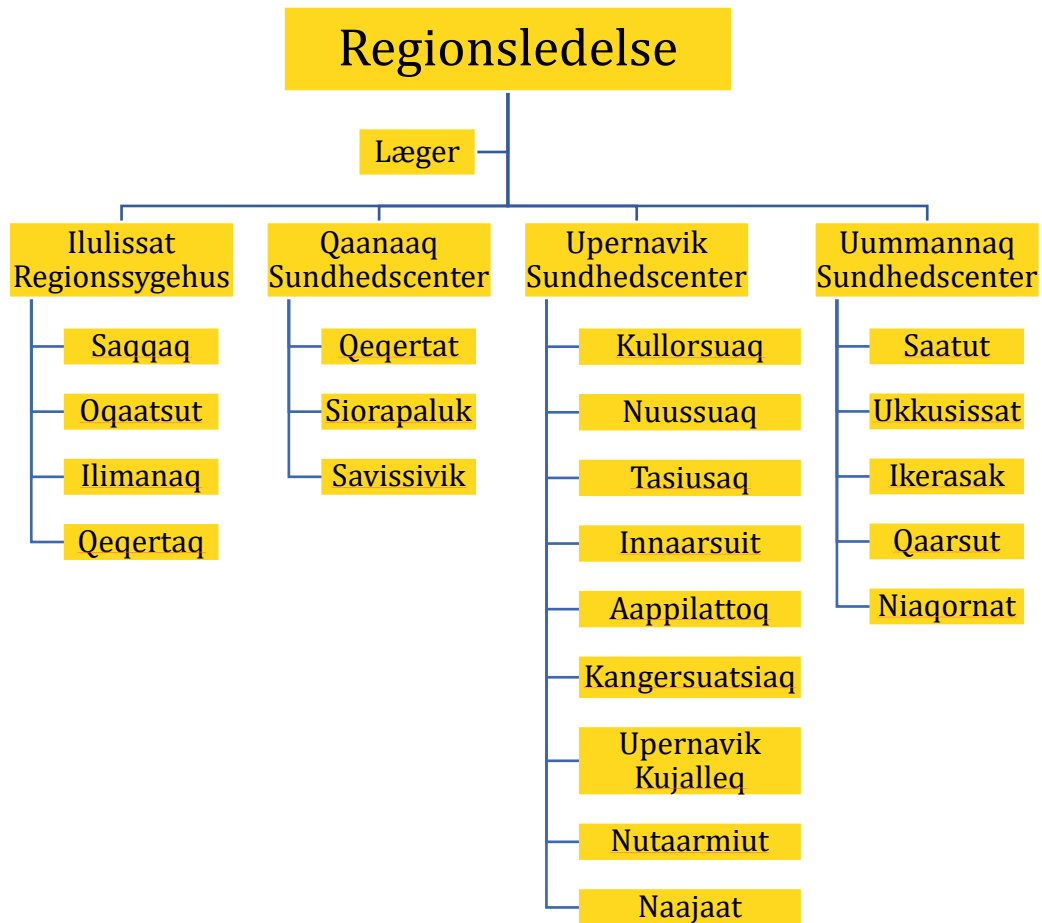 Regionsledelse
Læger
Ilulissat
Regionssygehus
Saqqaq
Oqaatsut
Ilimanaq
Qeqertaq
Qaanaaq
Sundhedscenter
Qeqertat
Siorapaluk
Savissivik
Upernavik
Sundhedscenter
Kullorsuaq
Nuussuaq
Tasiusaq
Innaarsuit
Aappilattoq
Kangersuatsiaq
Upernavik
Kujalleq
Nutaarmiut
Naajaat
Uummannaq
Sundhedscenter
Saatut
Ukkusissat
Ikerasak
Qaarsut
Niaqornat